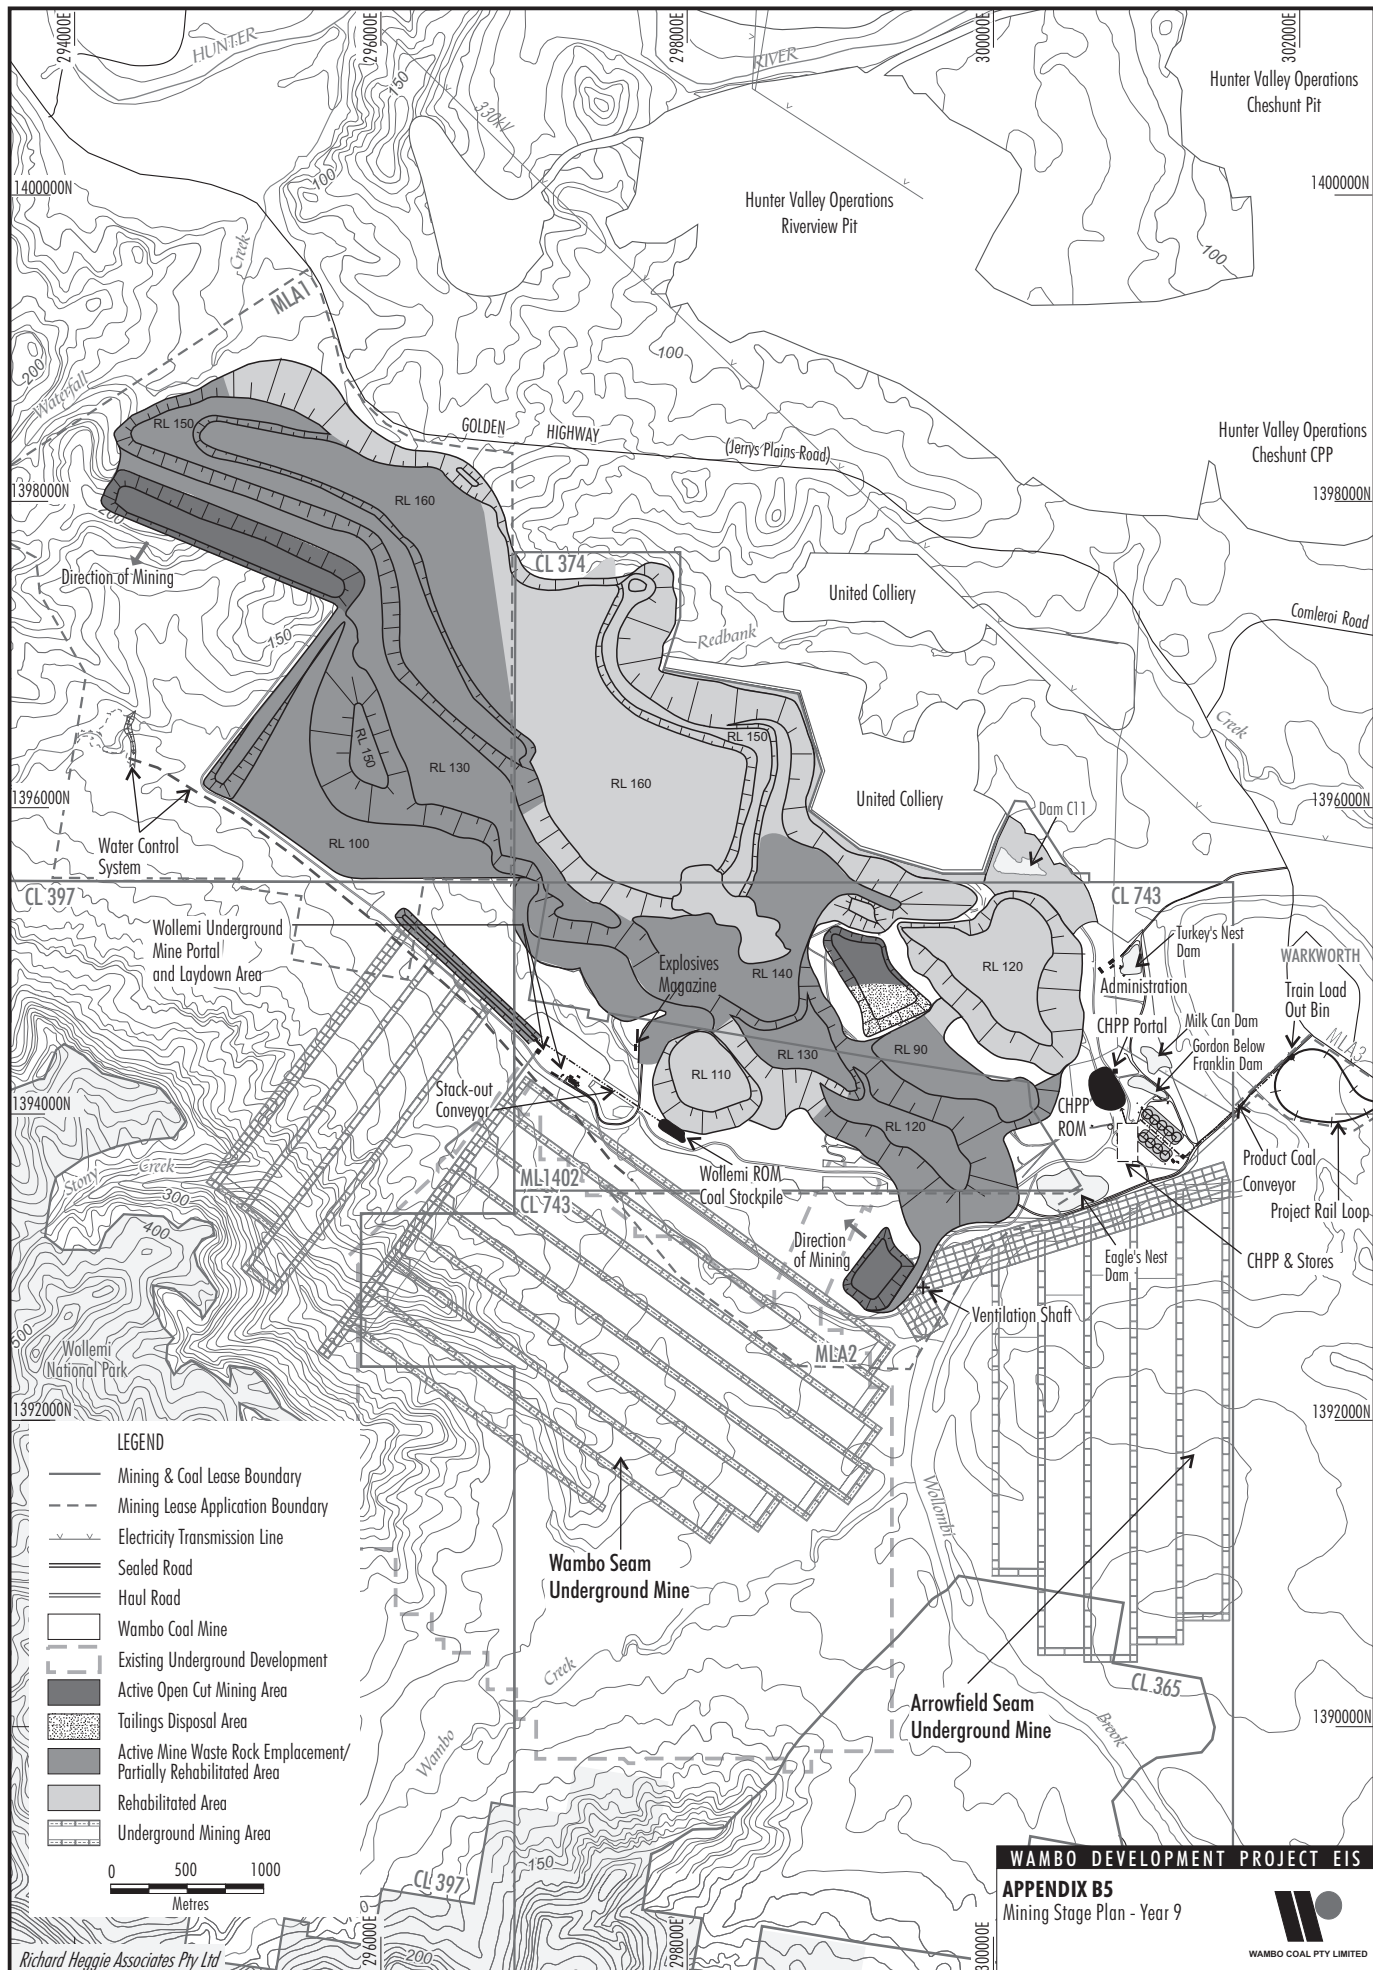 294000E
296000E
298000E
300000E
302000E
HUNTER
RIVER
150
330kV
Hunter Valley Operations
Cheshunt Pit
100
1400000N
1400000N
Hunter Valley Operations
Riverview Pit
Creek
100
MLA1
100
200
Waterfall
RL 150
GOLDEN HIGHWAY
(Jerrys Plains Road)
Hunter Valley Operations
Cheshunt CPP
1398000N
1398000N
RL 160
200
Direction of Mining
CL 374
United Colliery
150
Redbank
Comleroi Road
RL 150
RL 150
Creek
RL 130
RL 160
1396000N
United Colliery
1396000N
Dam C11
Water Control
System
RL 100
CL 397
CL 743
Wollemi Underground
Mine Portal
and Laydown Area
Turkey's Nest
Dam
Explosives
Magazine
RL 140
RL 120
WARKWORTH
Administration
Train Load
Out Bin
CHPP Portal
Milk Can Dam
Gordon Below
Franklin Dam
MLA3
RL 130
RL 90
RL 110
Stack-out
Conveyor
1394000N
CHPP
ROM
1394000N
RL 120
Stony Creek
Wollemi ROM
Coal Stockpile
ML1402
CL 743
Product Coal
Conveyor
300
Project Rail Loop
400
Direction
of Mining
Eagle's Nest
Dam
CHPP & Stores
Ventilation Shaft
500
Wollemi
National Park
MLA2
1392000N
1392000N
LEGEND
Mining & Coal Lease Boundary
Mining Lease Application Boundary
Electricity Transmission Line
Sealed Road
Haul Road
Wambo Coal Mine
Existing Underground Development
Active Open Cut Mining Area
Tailings Disposal Area
Active Mine Waste Rock Emplacement/
Partially Rehabilitated Area
Rehabilitated Area
Underground Mining Area
0 500 1000
Metres
Wollombi
Wambo Seam
Underground Mine
Creek
Wambo
CL 365
Arrowfield Seam
Underground Mine
Brook
1390000N
150
CL 397
200
296000E
298000E
300000E
WAMBO DEVELOPMENT PROJECT EIS
APPENDIX B5
Mining Stage Plan - Year 9
WAMBO COAL PTY LIMITED
Richard Heggie Associates Pty Ltd